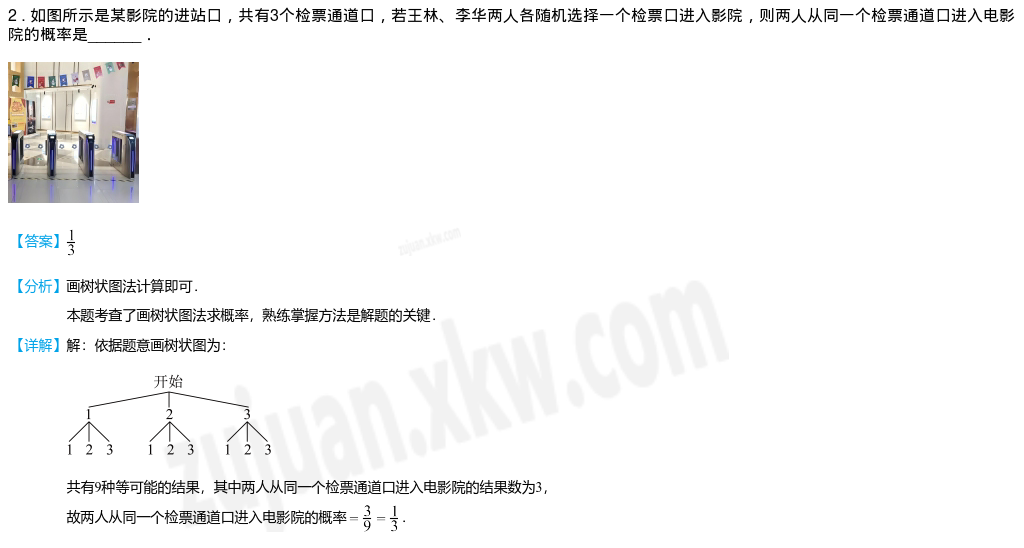 2．如图所示是某影院的进站口，共有3个检票通道口，若王林、李华两人各随机选择一个检票口进入影院，则两人从同一个检票通道口进入电影
院的概率是_______．
【答案】1/3
zujuan.xkw.com
【分析】画树状图法计算即可．
本题考查了画树状图法求概率，熟练掌握方法是解题的关键．
【详解】解：依据题意画树状图为：
开始
1 2 3
1 2 3 1 2 3 1 2 3
zujuan.xkw.com
共有9种等可能的结果，其中两人从同一个检票通道口进入电影院的结果数为3，
故两人从同一个检票通道口进入电影院的概率=3/9=1/3．